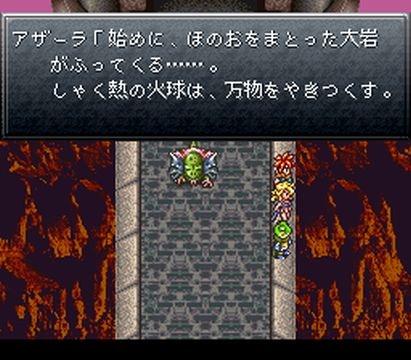 アザーラ「始めに、ほのおをまとった大岩
がふってくる……。
しゃく熱の火球は、万物をやきつくす。